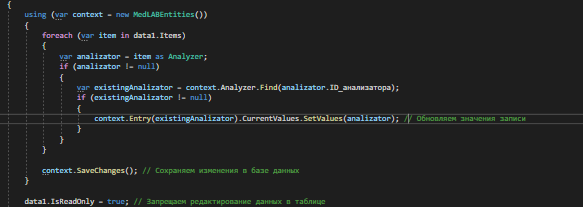 {
using (var context = new MedLABEntities())
{
foreach (var item in data1.Items)
{
var analizator = item as Analyzer;
if (analizator != null)
{
var existingAnalizator = context.Analyzer.Find(analizator.ID_анализатора);
if (existingAnalizator != null)
{
context.Entry(existingAnalizator).CurrentValues.SetValues(analizator); // Обновляем значения записи
}
}
}
context.SaveChanges(); // Сохраняем изменения в базе данных
}
data1.IsReadOnly = true; // Запрещаем редактирование данных в таблице